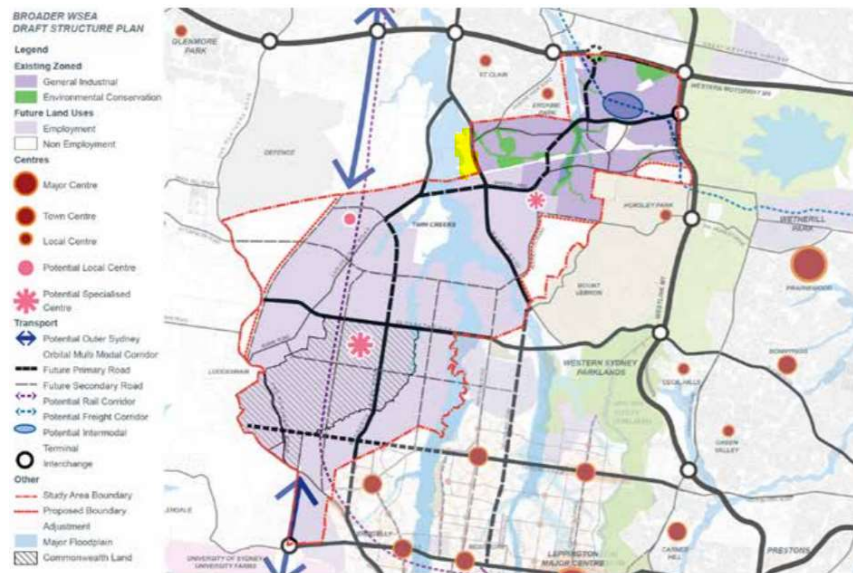 BROADER WSEA
DRAFT STRUCTURE PLAN
Legend
Existing Zoned
General Industrial
Environmental Conservation
Future Land Uses
Employment
Non Employment
Centres
Major Centre
Town Centre
Local Centre
Potential Local Centre
Potential Specialised
Centre
Transport
Potential Outer Sydney
Orbital Multi Modal Corridor
Future Primary Road
Future Secondary Road
Potential Rail Corridor
Potential Freight Corridor
Potential Intermodal
Terminal
Interchange
Other
Study Area Boundary
Proposed Boundary
Adjustment
Major Floodplain
Commonwealth Land
GLENMORE
PARK
ST CLAIR
ERSKINE
PARK
WESTERN MOTORWAY M4
DEFENCE
TWIN CREEKS
HORSLEY PARK
WETHERILL
PARK
PRAIRIEWOOD
MOUNT
VERNON
WESTLINK M7
WESTERN SYDNEY
PARKLANDS
CECIL HILLS
BONNYRIGG
GREEN
VALLEY
LUDDENHAM
UNIVERSITY OF SYDNEY
UNIVERSITY FARMS
LEPPINGTON
MAJOR CENTRE
CARNES
HILL
PRESTONS